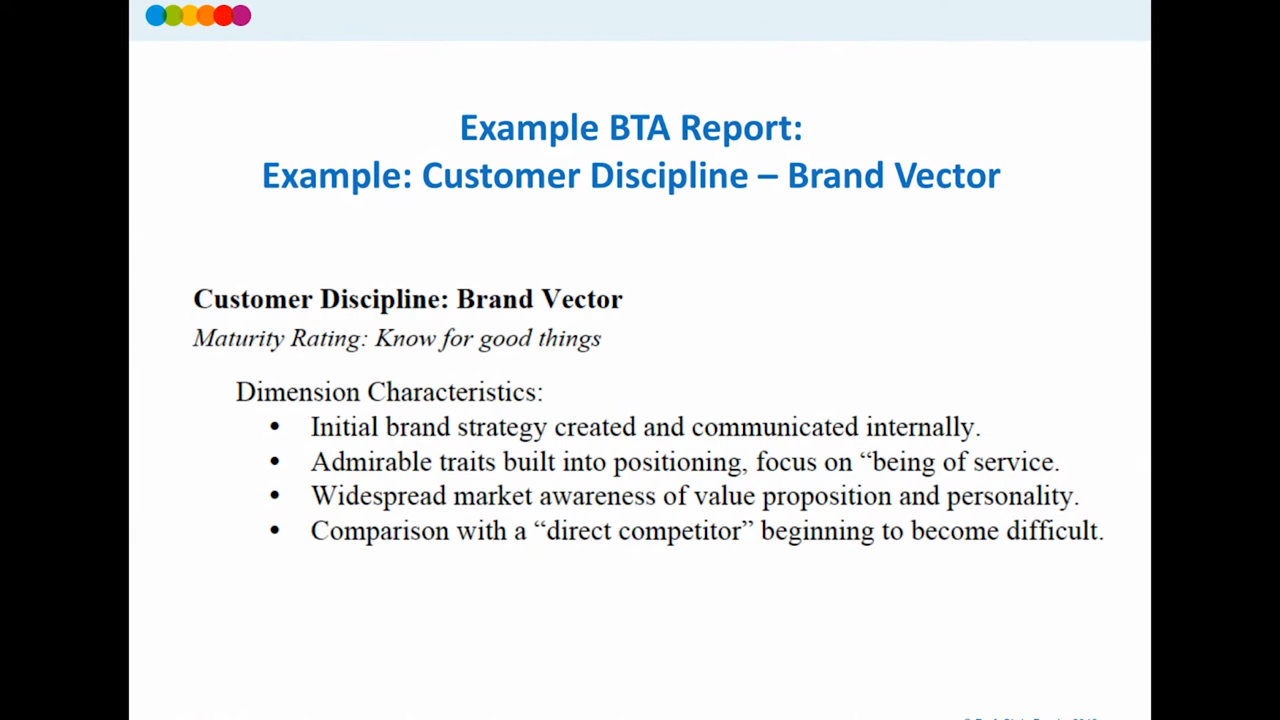 Example BTA Report:
Example: Customer Discipline – Brand Vector
Customer Discipline: Brand Vector
Maturity Rating: Know for good things
Dimension Characteristics:
• Initial brand strategy created and communicated internally.
• Admirable traits built into positioning, focus on “being of service.
• Widespread market awareness of value proposition and personality.
• Comparison with a “direct competitor” beginning to become difficult.